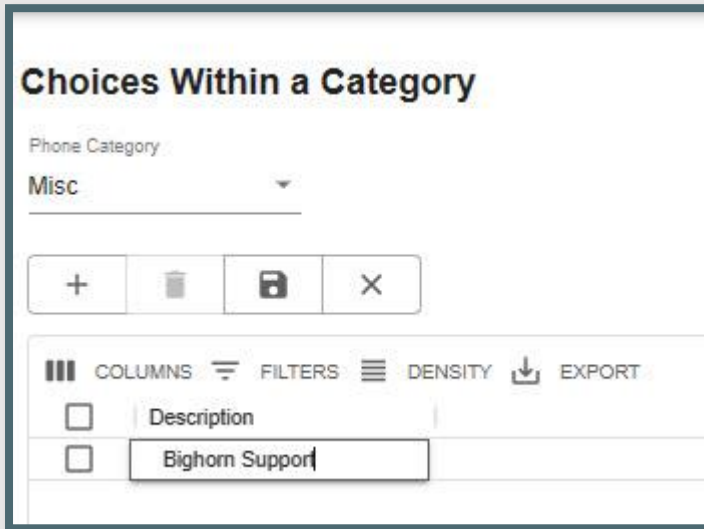 Choices Within a Category
Phone Category
Misc
COLUMNS FILTERS DENSITY EXPORT
Description
Bighorn Support